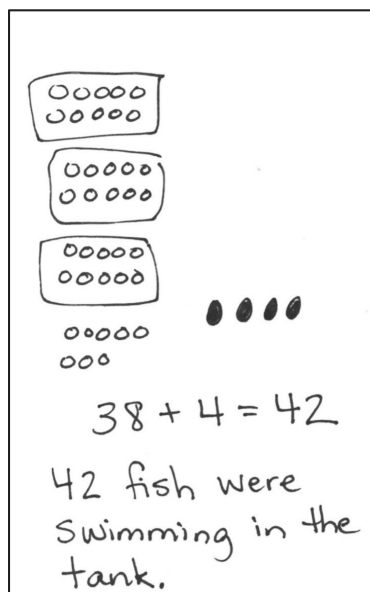 38 + 4 = 42
42 fish were
swimming in the
tank.